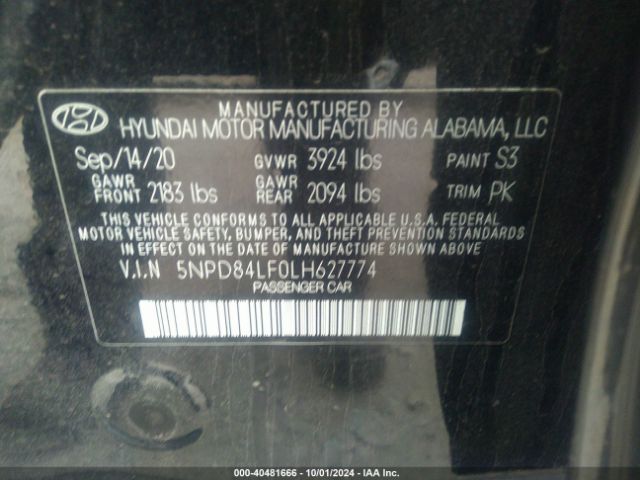 MANUFACTURED BY
HYUNDAI MOTOR MANUFACTURING ALABAMA, LLC
Sep/14/20 GVWR 3924 lbs PAINT S3
GAWR FRONT 2183 lbs GAWR REAR 2094 lbs TRIM PK
THIS VEHICLE CONFORMS TO ALL APPLICABLE U.S.A. FEDERAL
MOTOR VEHICLE SAFETY, BUMPER, AND THEFT PREVENTION STANDARDS
IN EFFECT ON THE DATE OF MANUFACTURE SHOWN ABOVE
V.I.N 5NPD84LF0LH627774
PASSENGER CAR
000-40481666 - 10/01/2024 - IAA Inc.